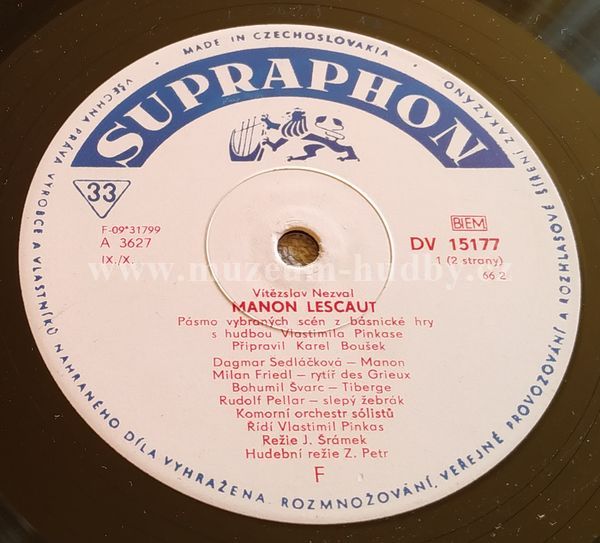 MADE IN CZECHOSLOVAKIA
SUPRAPHON
33
F-09*31799
A 3627
IX./X.
BIEM
DV 15177
1 (2 strany)
66 2
www.muzeum-hudby.cz
Vítězslav Nezval
MANON LESCAUT
Pásmo vybraných scén z básnické hry
s hudbou Vlastimila Pinkase
Připravil Karel Boušek
Dagmar Sedláčková — Manon
Milan Friedl — rytíř des Grieux
Bohumil Švarc — Tiberge
Rudolf Pellar — slepý žebrák
Komorní orchestr sólistů
Řídí Vlastimil Pinkas
Režie J. Šrámek
Hudební režie Z. Petr
F
VŠECHNA PRÁVA VÝROBCE A VLASTNÍKŮ NAHRANÉHO DÍLA VYHRAŽENA. ROZMNOŽOVÁNÍ, VEŘEJNÉ PROVOZOVÁNÍ A ROZHLASOVÉ ŠÍŘENÍ ZAKÁZÁNO